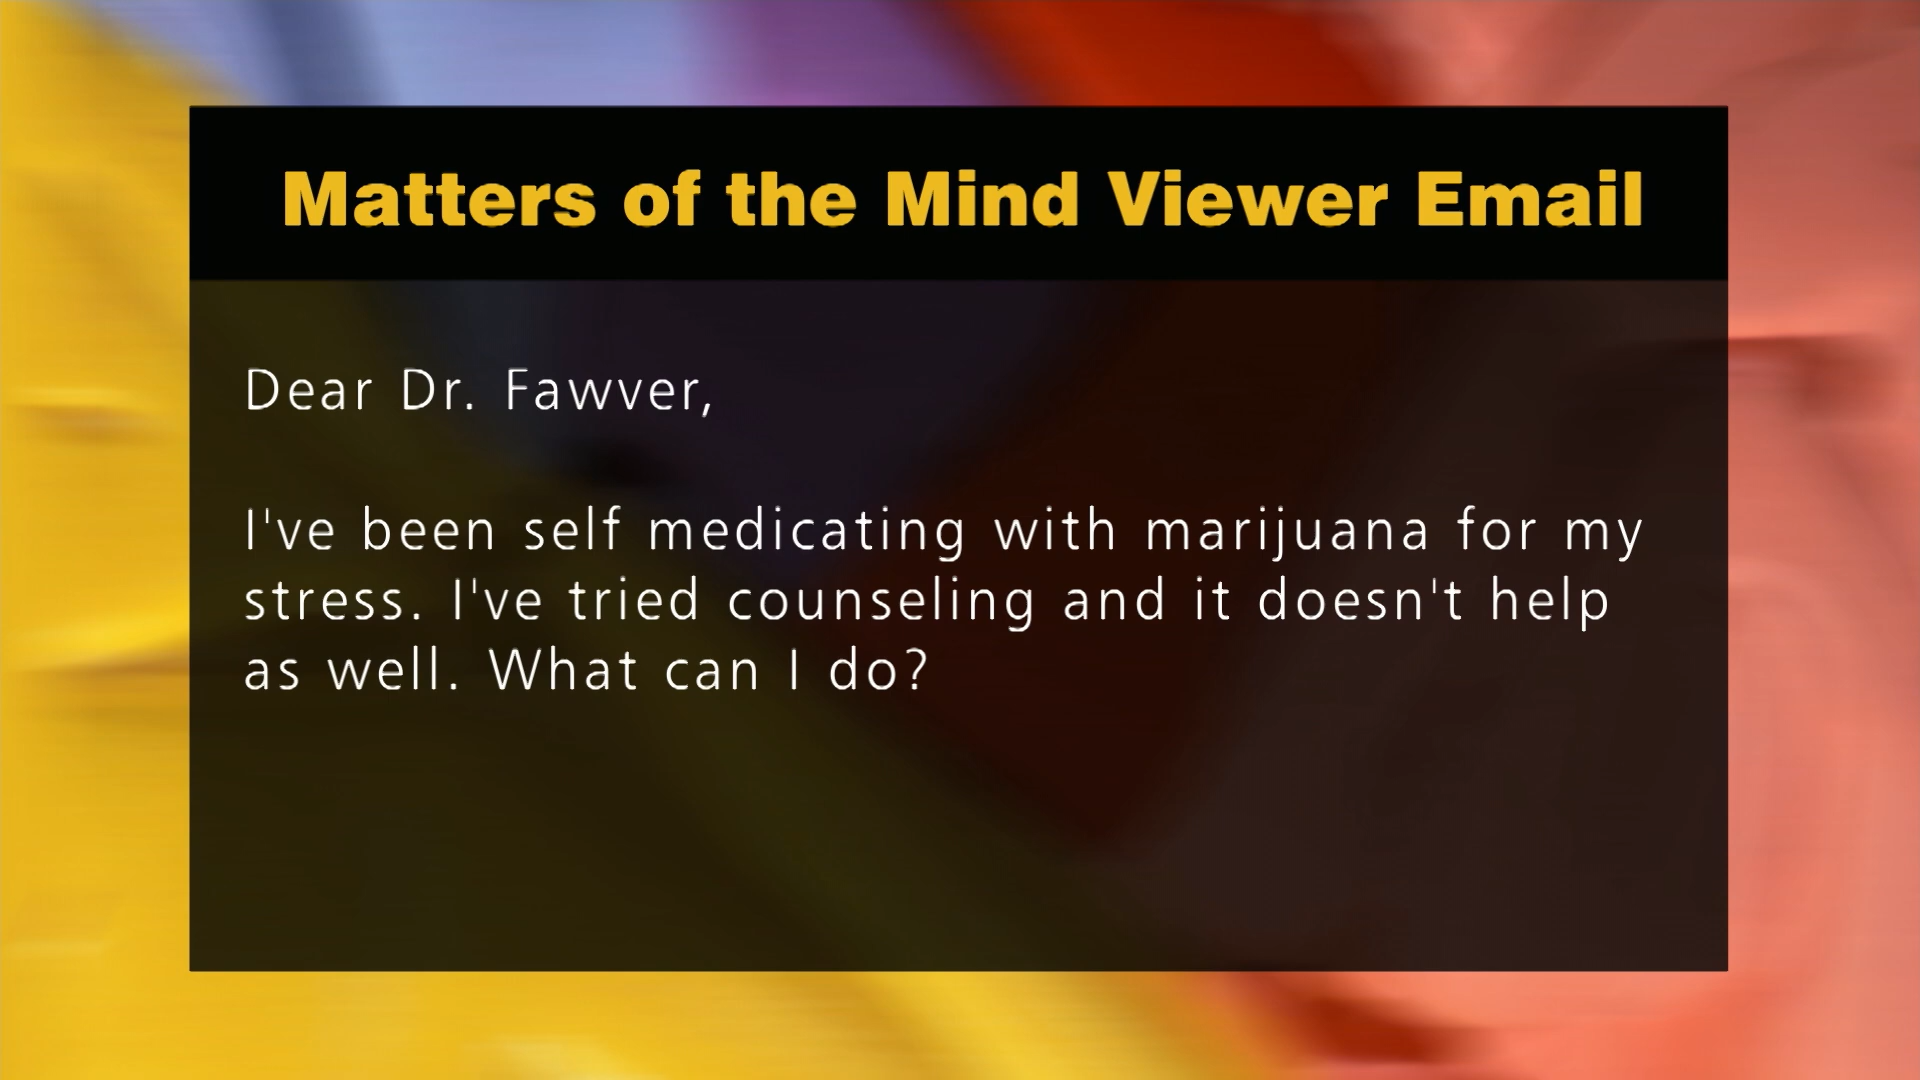 Matters of the Mind Viewer Email
Dear Dr. Fawver,
I've been self medicating with marijuana for my
stress. I've tried counseling and it doesn't help
as well. What can I do?